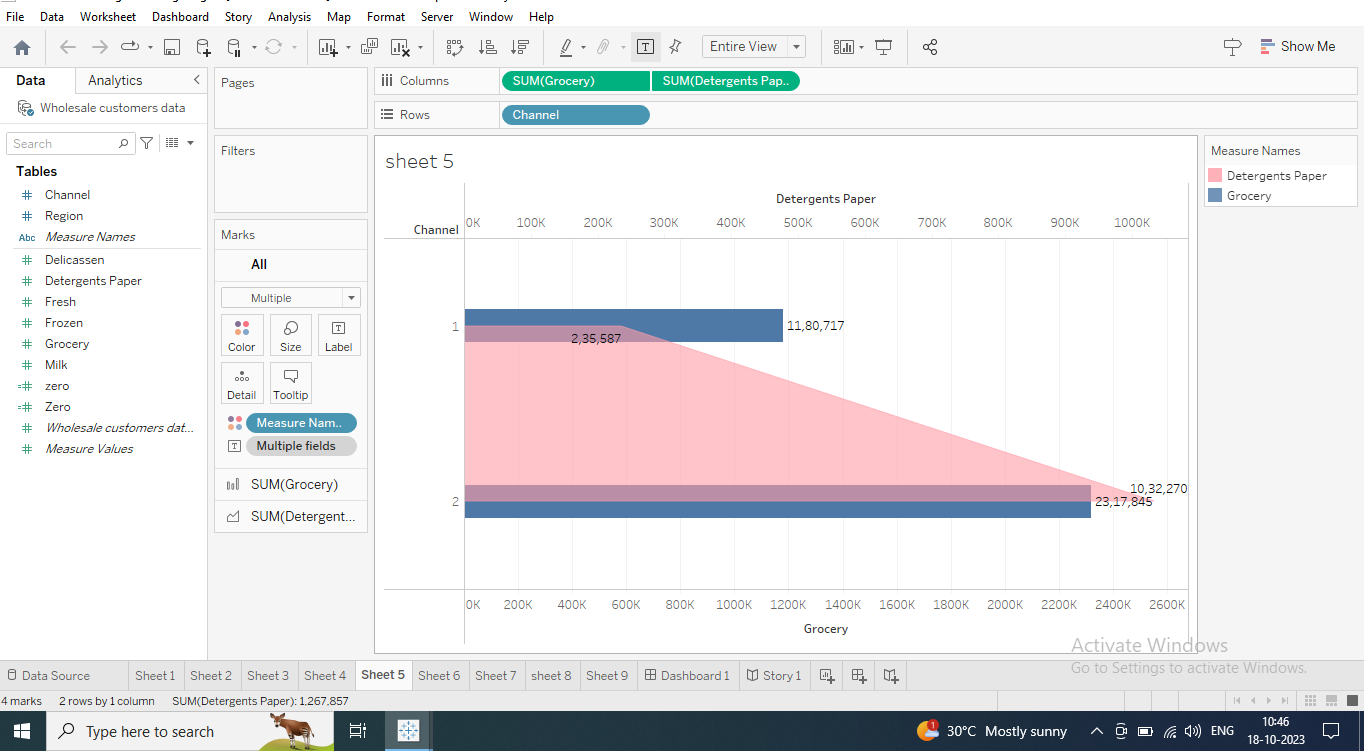 File Data Worksheet Dashboard Story Analysis Map Format Server Window Help
Entire View
Show Me
Data Analytics
Wholesale customers data
Search
Tables
Channel
Region
Abc Measure Names
Delicassen
Detergents Paper
Fresh
Frozen
Grocery
Milk
zero
Zero
Wholesale customers dat...
Measure Values
Pages
Filters
Marks
All
Multiple
Color Size Label
Detail Tooltip
Measure Nam..
Multiple fields
SUM(Grocery)
SUM(Detergent...
Columns SUM(Grocery) SUM(Detergents Pap..
Rows Channel
sheet 5
Detergents Paper
0K 100K 200K 300K 400K 500K 600K 700K 800K 900K 1000K
Channel
1 11,80,717
2,35,587
10,32,270
2 23,17,845
0K 200K 400K 600K 800K 1000K 1200K 1400K 1600K 1800K 2000K 2200K 2400K 2600K
Grocery
Measure Names
Detergents Paper
Grocery
Activate Windows
Go to Settings to activate Windows.
Data Source Sheet 1 Sheet 2 Sheet 3 Sheet 4 Sheet 5 Sheet 6 Sheet 7 sheet 8 Sheet 9 Dashboard 1 Story 1
4 marks 2 rows by 1 column SUM(Detergents Paper): 1,267,857
Type here to search
1 30°C Mostly sunny ENG 10:46
18-10-2023